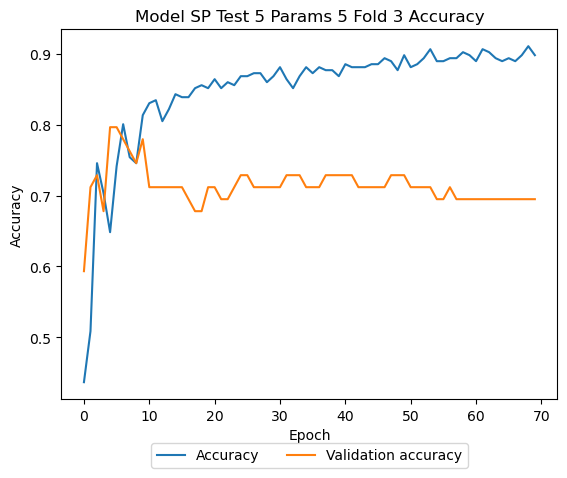 Model SP Test 5 Params 5 Fold 3 Accuracy
Accuracy
0.9
0.8
0.7
0.6
0.5
0 10 20 30 40 50 60 70
Epoch
Accuracy Validation accuracy